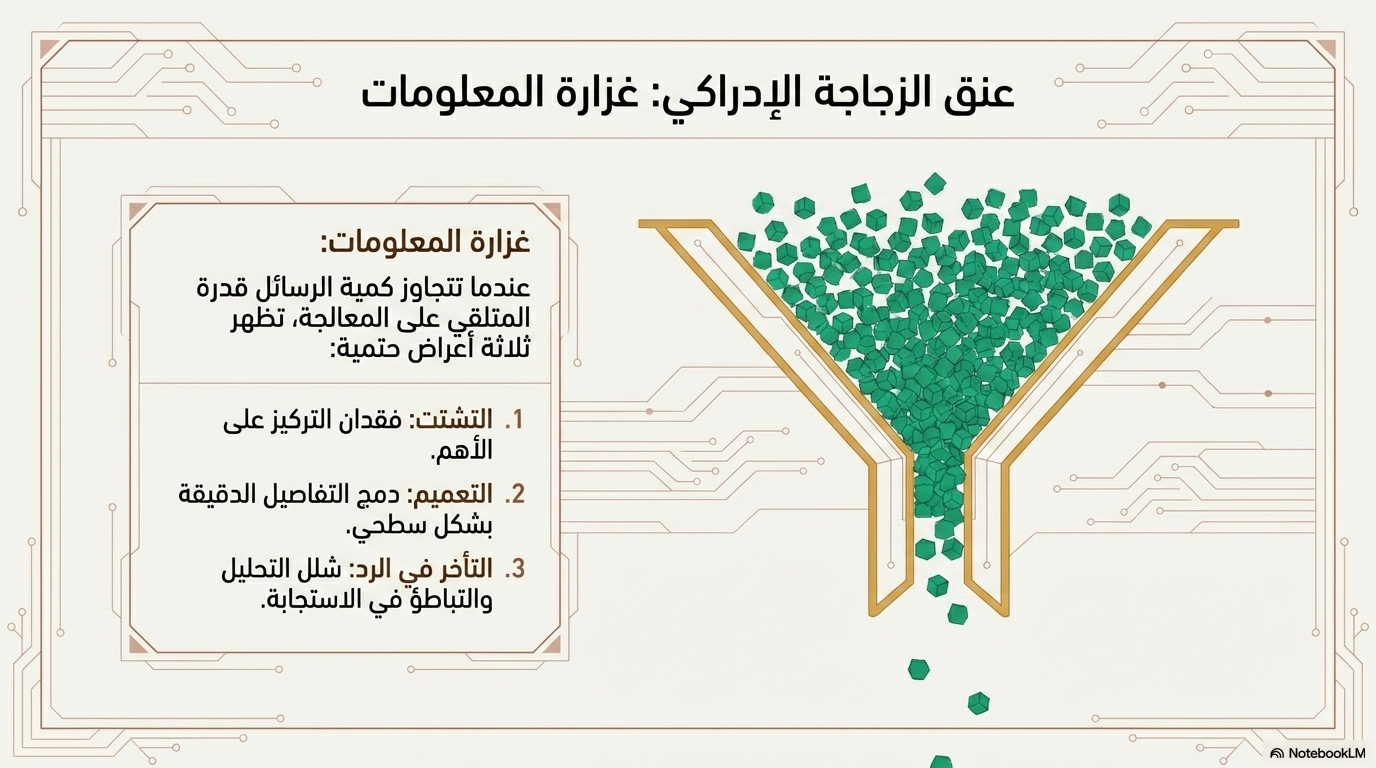 عنق الزجاجة الإدراكي: غزارة المعلومات
غزارة المعلومات:
عندما تتجاوز كمية الرسائل قدرة
المتلقي على المعالجة، تظهر
ثلاثة أعراض حتمية:
1. التشتت: فقدان التركيز على
الأهم.
2. التعميم: دمج التفاصيل الدقيقة
بشكل سطحي.
3. التأخر في الرد: شلل التحليل
والتباطؤ في الاستجابة.
NotebookLM